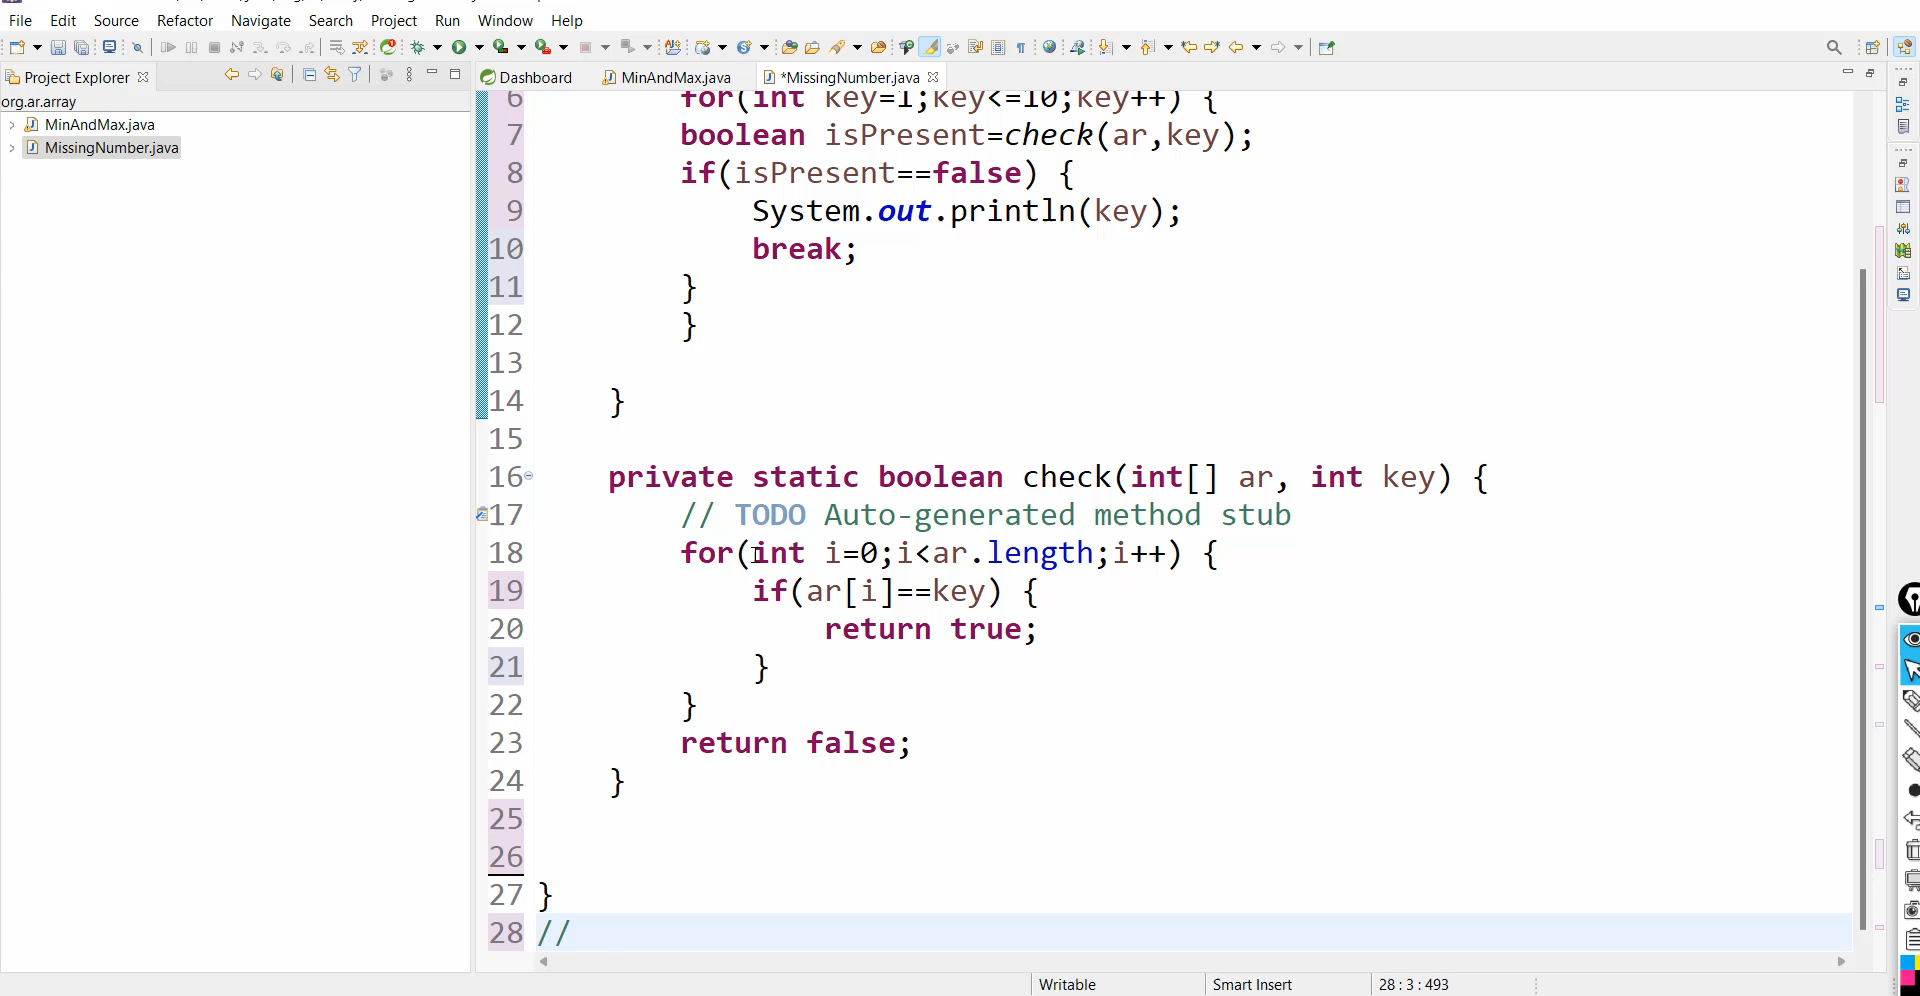 File Edit Source Refactor Navigate Search Project Run Window Help
Project Explorer
Dashboard MinAndMax.java *MissingNumber.java
org.ar.array
MinAndMax.java
MissingNumber.java
6 for(int key=1;key<=10;key++) {
7 boolean isPresent=check(ar,key);
8 if(isPresent==false) {
9 System.out.println(key);
10 break;
11 }
12 }
13
14 }
15
16 private static boolean check(int[] ar, int key) {
17 // TODO Auto-generated method stub
18 for(int i=0;i<ar.length;i++) {
19 if(ar[i]==key) {
20 return true;
21 }
22 }
23 return false;
24 }
25
26
27 }
28 //
Writable Smart Insert 28 : 3 : 493